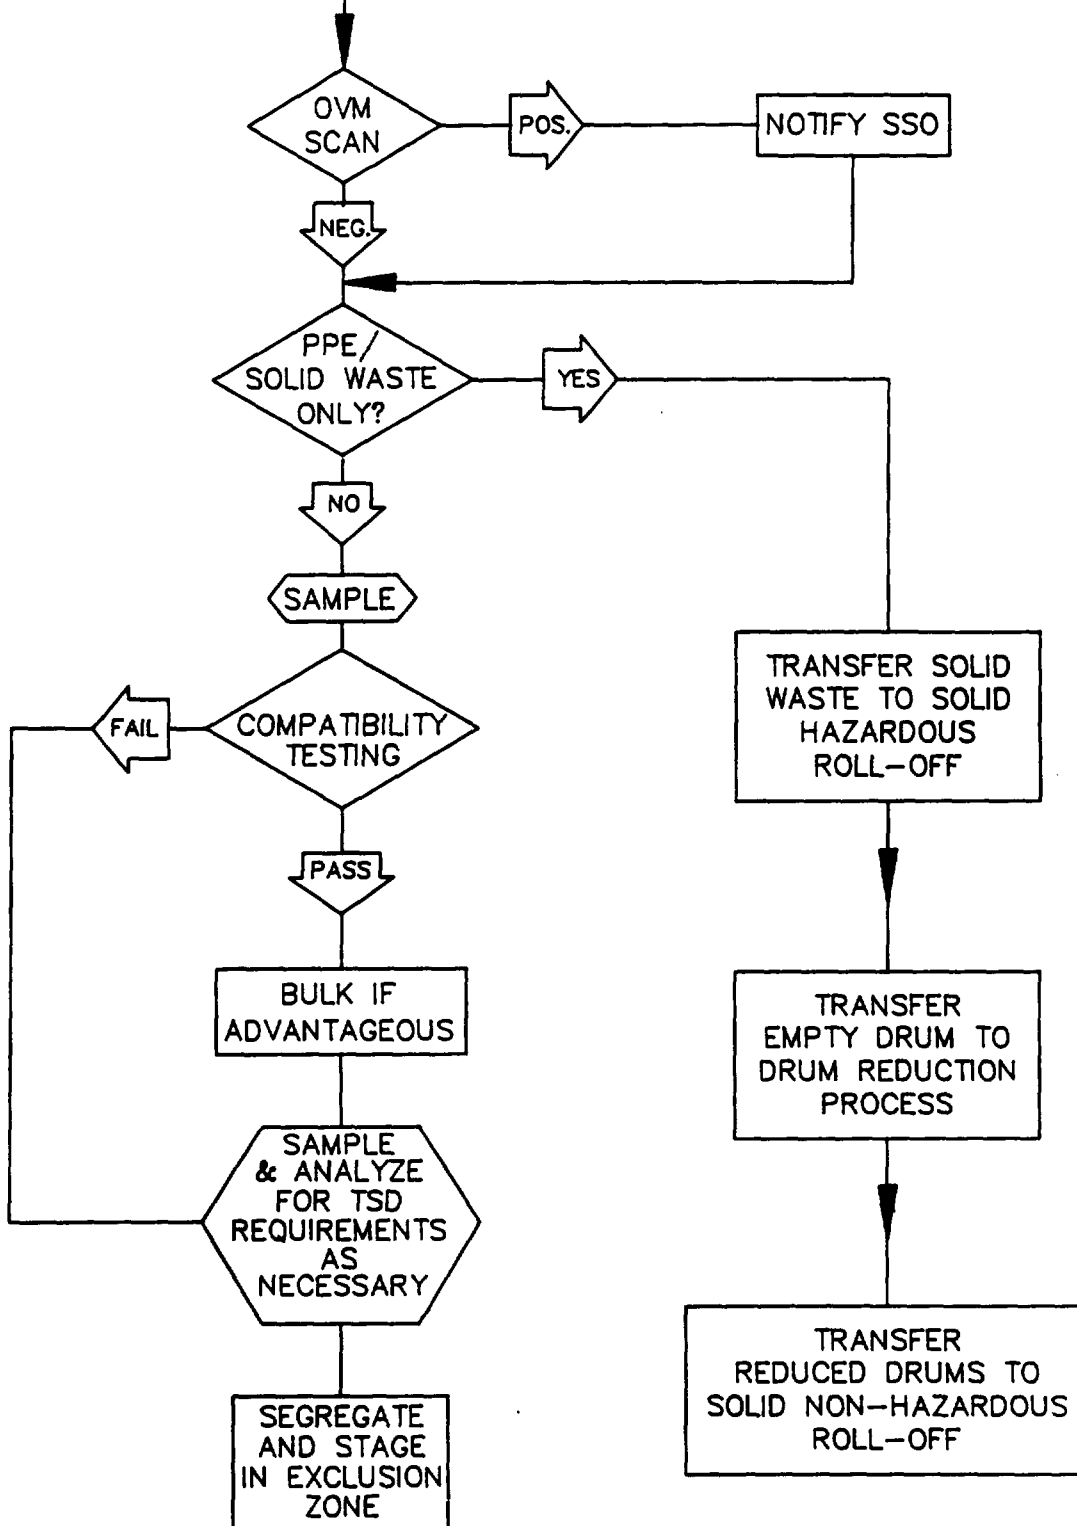 OVM
SCAN
POS.
NOTIFY SSO
NEG.
PPE/
SOLID WASTE
ONLY?
YES
NO
SAMPLE
COMPATIBILITY
TESTING
FAIL
PASS
BULK IF
ADVANTAGEOUS
SAMPLE
& ANALYZE
FOR TSD
REQUIREMENTS
AS
NECESSARY
SEGREGATE
AND STAGE
IN EXCLUSION
ZONE
TRANSFER SOLID
WASTE TO SOLID
HAZARDOUS
ROLL-OFF
TRANSFER
EMPTY DRUM TO
DRUM REDUCTION
PROCESS
TRANSFER
REDUCED DRUMS TO
SOLID NON-HAZARDOUS
ROLL-OFF